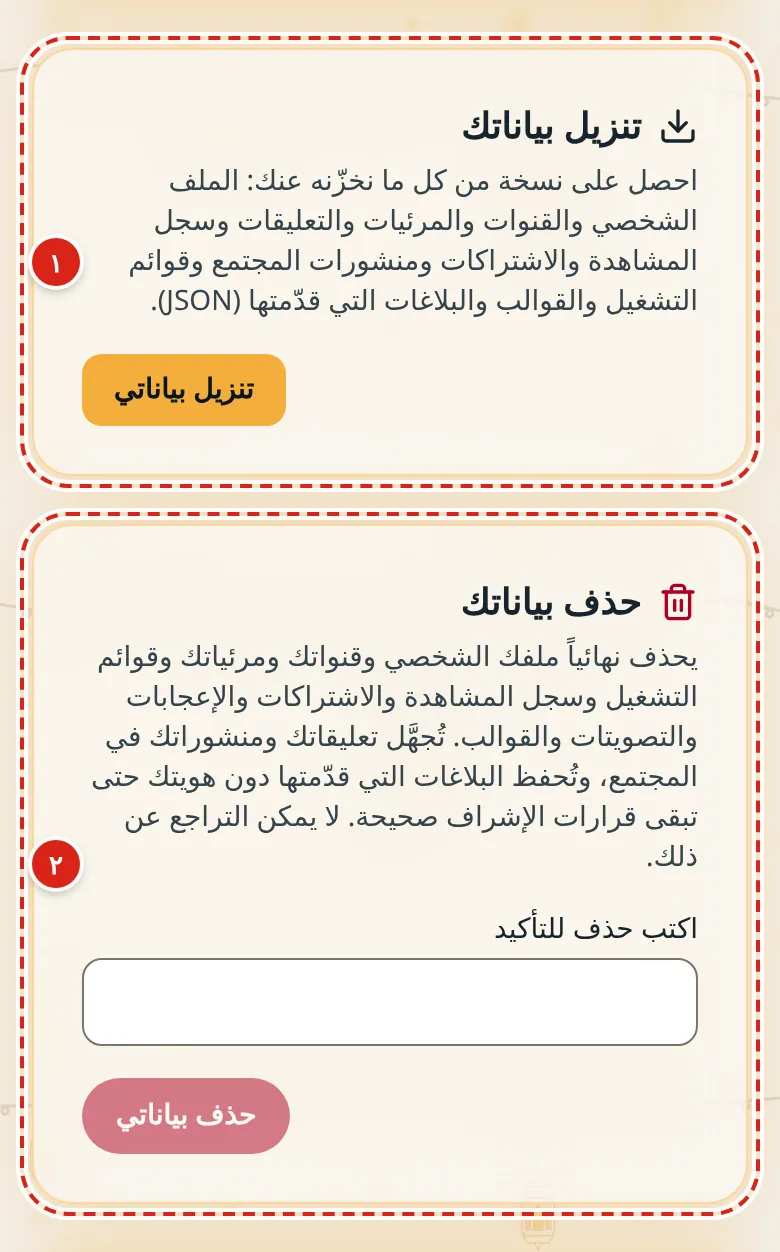 تنزيل بياناتك
احصل على نسخة من كل ما نخزّنه عنك: الملف
الشخصي والقنوات والمرئيات والتعليقات وسجل
المشاهدة والاشتراكات ومنشورات المجتمع وقوائم
التشغيل والقوالب والبلاغات التي قدّمتها (JSON).
١
تنزيل بياناتي
حذف بياناتك
يحذف نهائياً ملفك الشخصي وقنواتك ومرئياتك وقوائم
التشغيل وسجل المشاهدة والاشتراكات والإعجابات
والتصويتات والقوالب. تُجهَّل تعليقاتك ومنشوراتك في
المجتمع، وتُحفظ البلاغات التي قدّمتها دون هويتك حتى
تبقى قرارات الإشراف صحيحة. لا يمكن التراجع عن
ذلك.
٢
اكتب حذف للتأكيد
حذف بياناتي